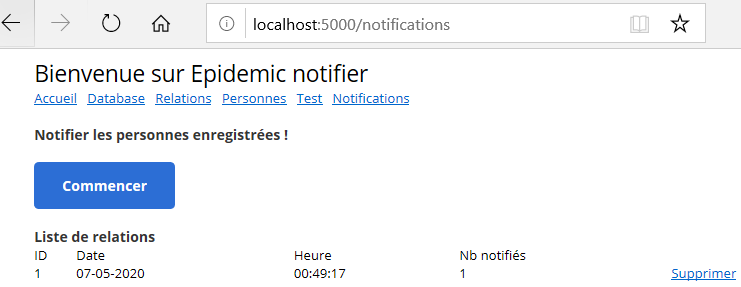 localhost:5000/notifications
Bienvenue sur Epidemic notifier
Accueil Database Relations Personnes Test Notifications
Notifier les personnes enregistrées !
Commencer
Liste de relations
ID Date Heure Nb notifiés
1 07-05-2020 00:49:17 1 Supprimer